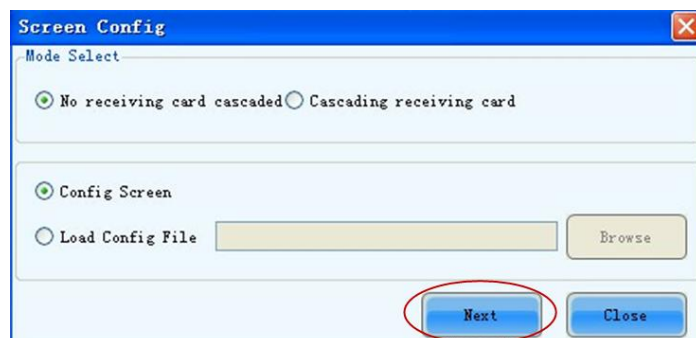 Screen Config
Mode Select
No receiving card cascaded Cascading receiving card
Config Screen
Load Config File Browse
Next Close